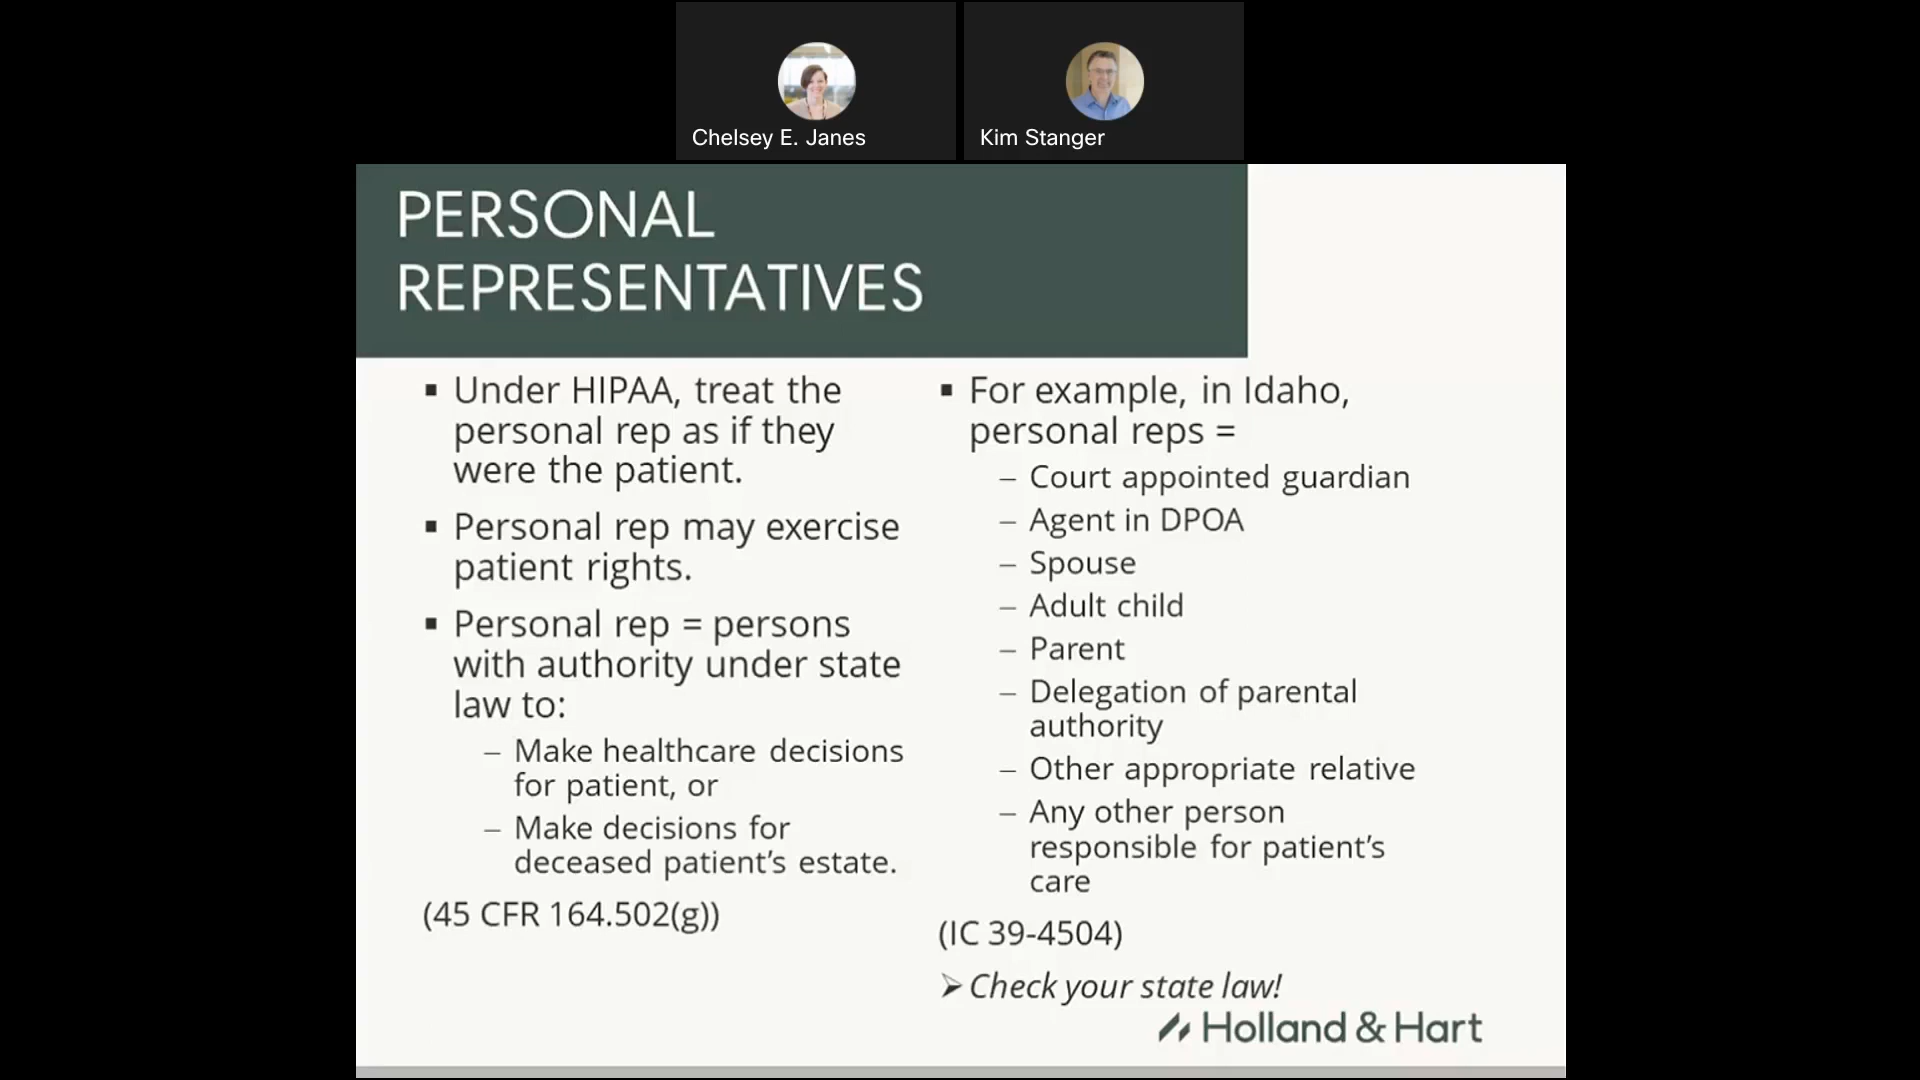 Chelsey E. Janes
Kim Stanger
PERSONAL
REPRESENTATIVES
▪ Under HIPAA, treat the
personal rep as if they
were the patient.
▪ Personal rep may exercise
patient rights.
▪ Personal rep = persons
with authority under state
law to:
– Make healthcare decisions
for patient, or
– Make decisions for
deceased patient’s estate.
(45 CFR 164.502(g))
▪ For example, in Idaho,
personal reps =
– Court appointed guardian
– Agent in DPOA
– Spouse
– Adult child
– Parent
– Delegation of parental
authority
– Other appropriate relative
– Any other person
responsible for patient’s
care
(IC 39-4504)
➢ Check your state law!
Holland & Hart